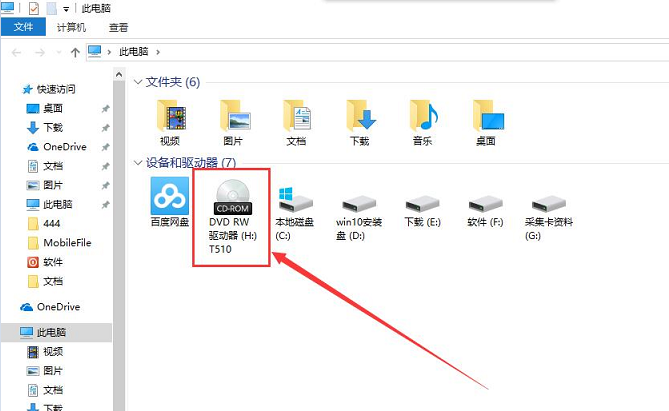 此电脑
文件 计算机 查看
此电脑
快速访问
桌面
下载
OneDrive
文档
图片
此电脑
444
MobileFile
软件
文档
OneDrive
此电脑
视频
图片
文档
下载
文件夹 (6)
视频 图片 文档 下载 音乐 桌面
设备和驱动器 (7)
百度网盘
CD-ROM
DVD RW
驱动器 (H:)
T510
本地磁盘
(C:)
win10安装
盘 (D:)
下载 (E:)
软件 (F:)
采集卡资料
(G:)